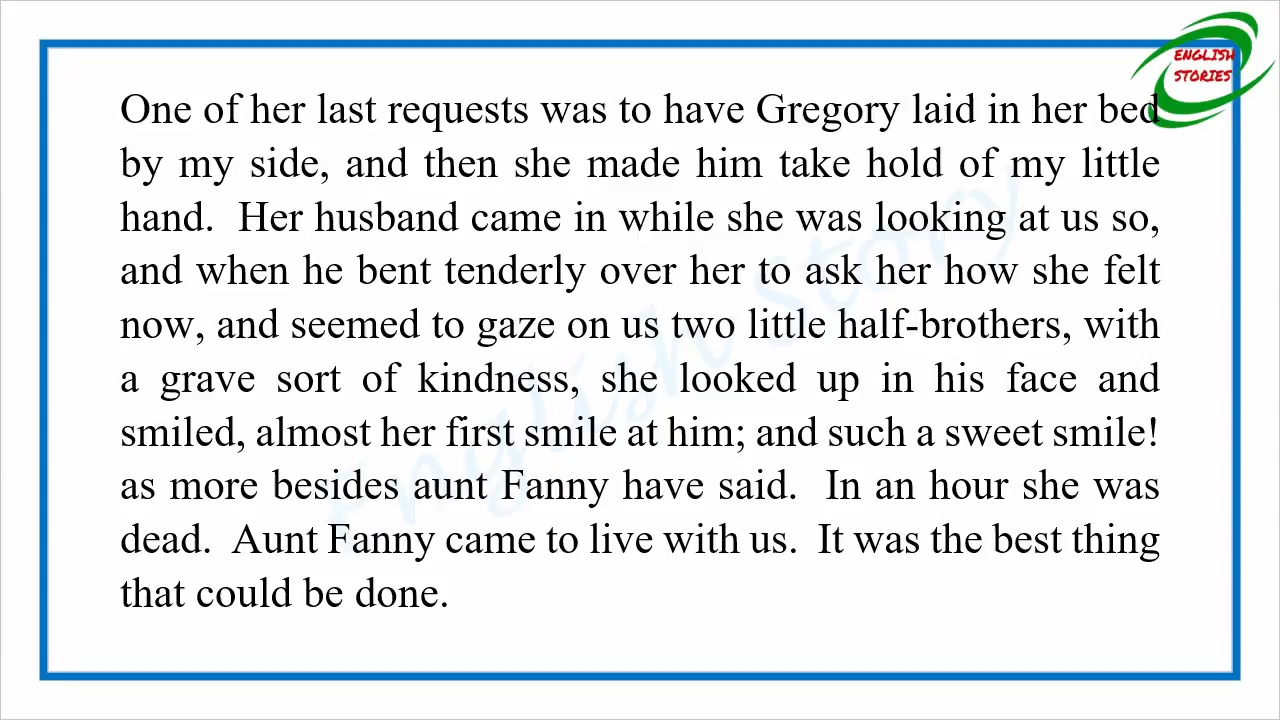 ENGLISH
STORIES
One of her last requests was to have Gregory laid in her bed
by my side, and then she made him take hold of my little
hand.  Her husband came in while she was looking at us so,
and when he bent tenderly over her to ask her how she felt
now, and seemed to gaze on us two little half-brothers, with
a grave sort of kindness, she looked up in his face and
smiled, almost her first smile at him; and such a sweet smile!
as more besides aunt Fanny have said.  In an hour she was
dead.  Aunt Fanny came to live with us.  It was the best thing
that could be done.
English Story